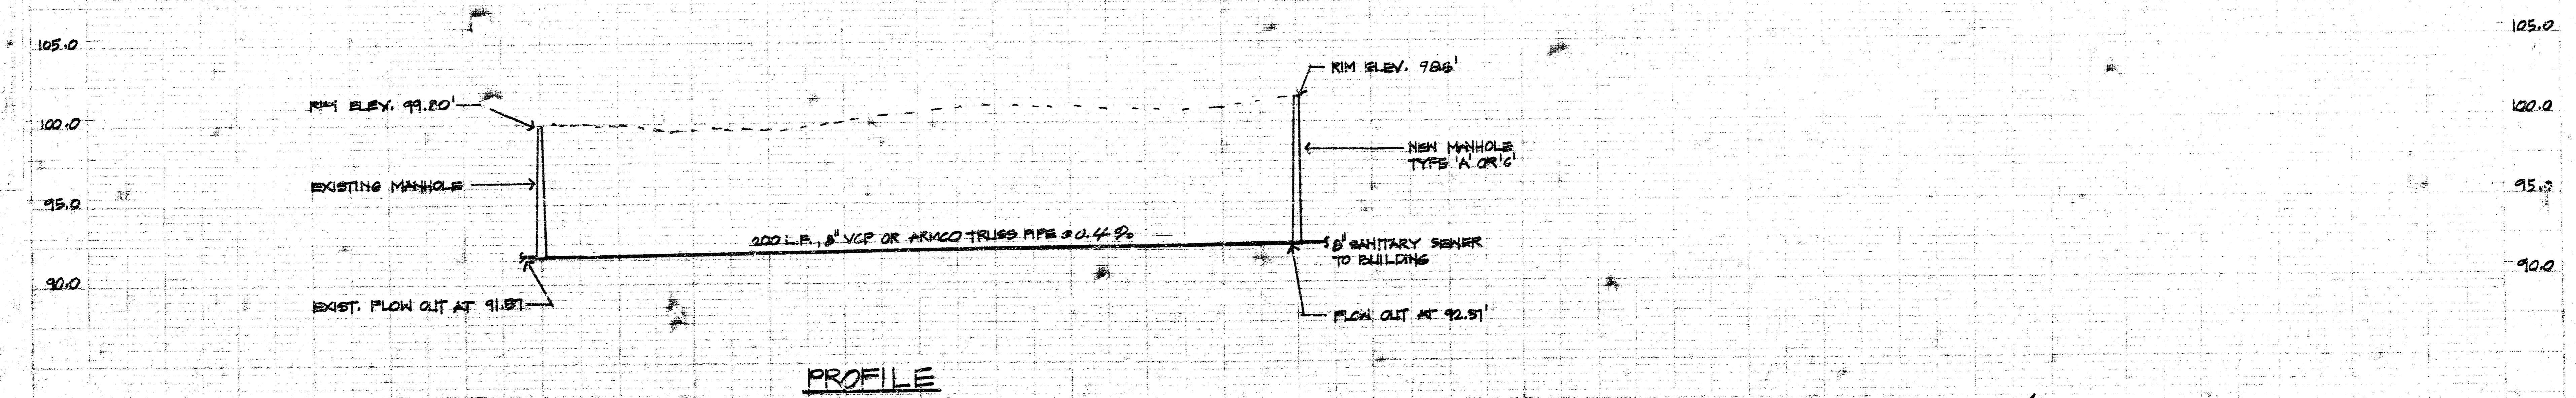 105.0
105.0
RIM ELEV. 98.6'
RIM ELEV. 99.80'
100.0
100.0
NEW MANHOLE
TYPE 'A' OR 'C'
EXISTING MANHOLE
95.0
95.0
200 L.F., 8" VCP OR ARMCO TRUSS PIPE @ 0.4%
8" SANITARY SEWER
TO BUILDING
90.0
90.0
EXIST. FLOW OUT AT 91.57
FLOW OUT AT 92.37'
PROFILE